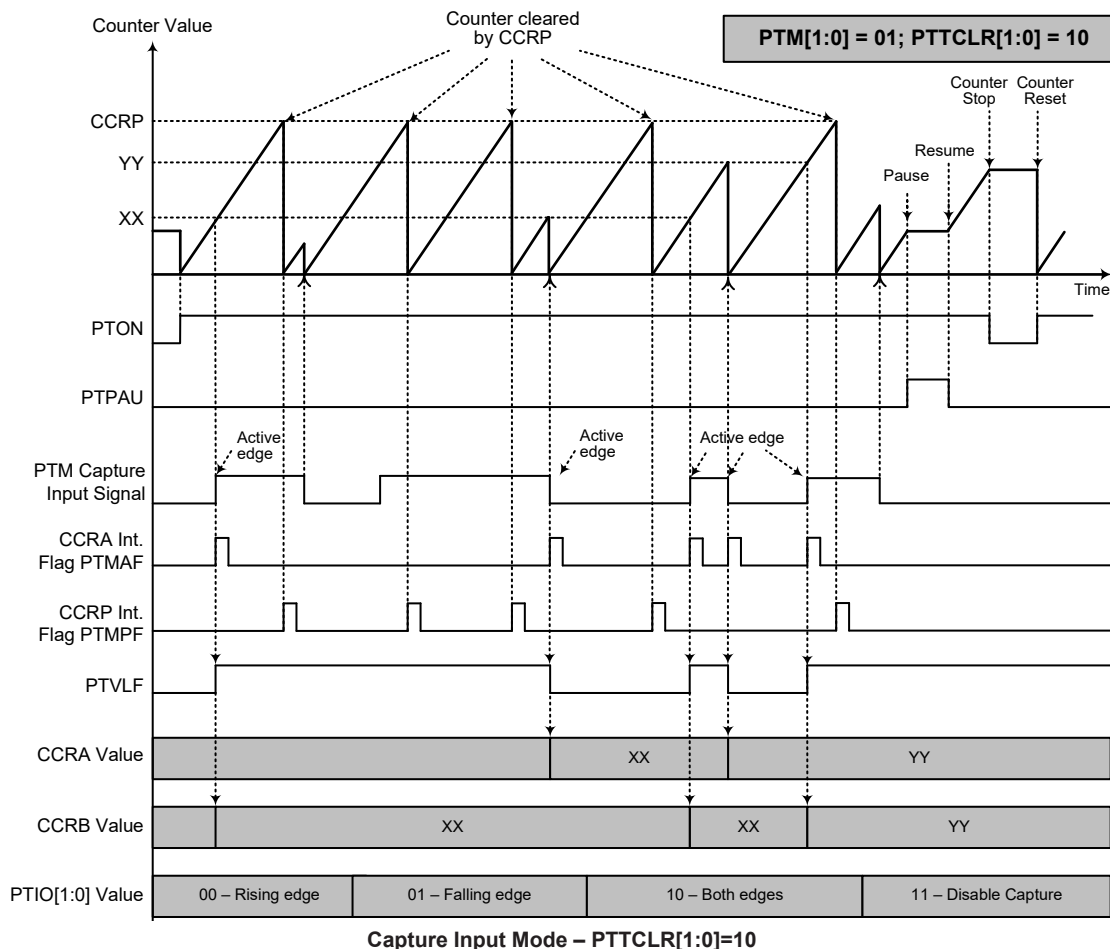 Counter Value
Counter cleared
by CCRP
PTM[1:0] = 01; PTTCLR[1:0] = 10
Counter
Stop
Counter
Reset
CCRP
YY
Resume
Pause
XX
Time
PTON
PTPAU
Active
edge
Active
edge
Active edge
PTM Capture
Input Signal
CCRA Int.
Flag PTMAF
CCRP Int.
Flag PTMPF
PTVLF
CCRA Value
XX
YY
CCRB Value
XX
XX
YY
PTIO[1:0] Value
00 – Rising edge
01 – Falling edge
10 – Both edges
11 – Disable Capture
Capture Input Mode – PTTCLR[1:0]=10